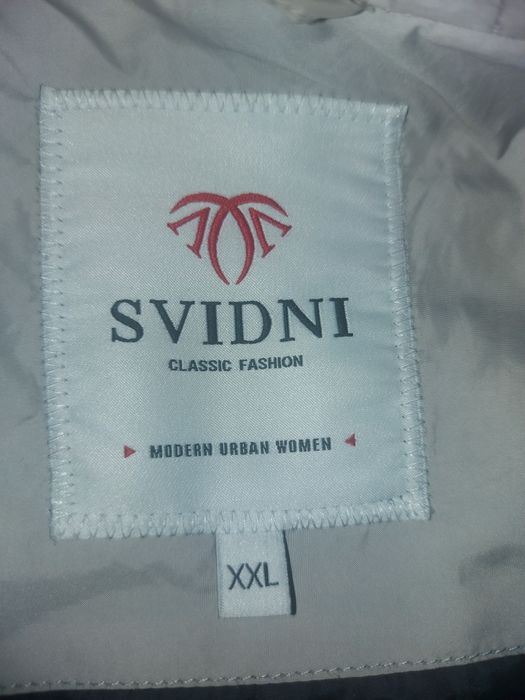 SVIDNI
CLASSIC FASHION
MODERN URBAN WOMEN
XXL